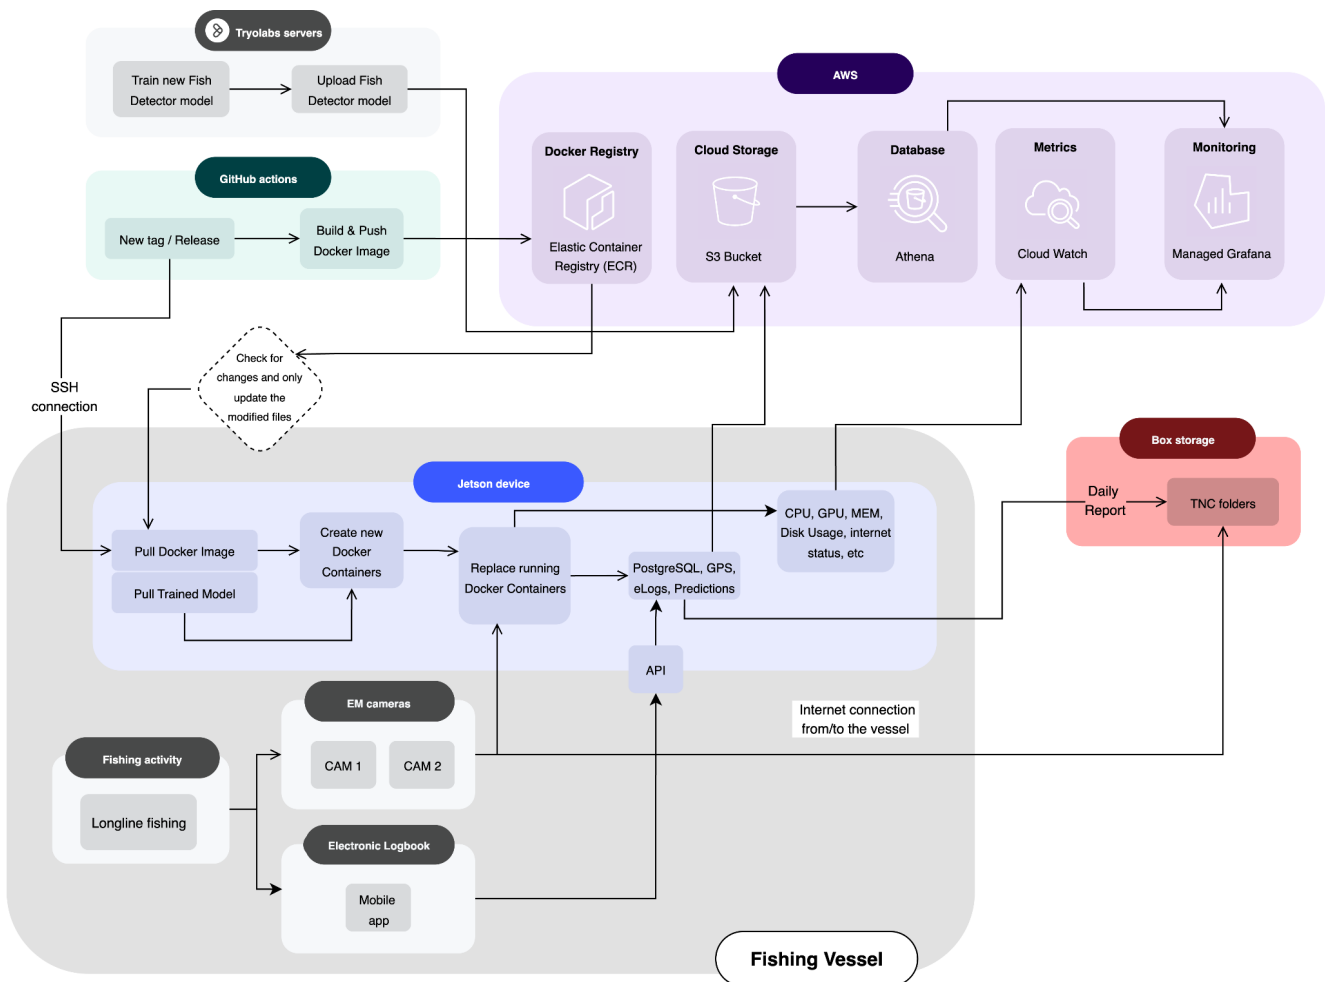 Tryolabs servers
Train new Fish
Detector model
Upload Fish
Detector model
AWS
Docker Registry
Elastic Container
Registry (ECR)
Cloud Storage
S3 Bucket
Database
Athena
Metrics
Cloud Watch
Monitoring
Managed Grafana
GitHub actions
New tag / Release
Build & Push
Docker Image
Check for
changes and only
update the
modified files
SSH
connection
Box storage
Daily
Report
TNC folders
Jetson device
Pull Docker Image
Pull Trained Model
Create new
Docker
Containers
Replace running
Docker Containers
PostgreSQL, GPS,
eLogs, Predictions
CPU, GPU, MEM,
Disk Usage, internet
status, etc
API
EM cameras
CAM 1
CAM 2
Internet connection
from/to the vessel
Fishing activity
Longline fishing
Electronic Logbook
Mobile
app
Fishing Vessel